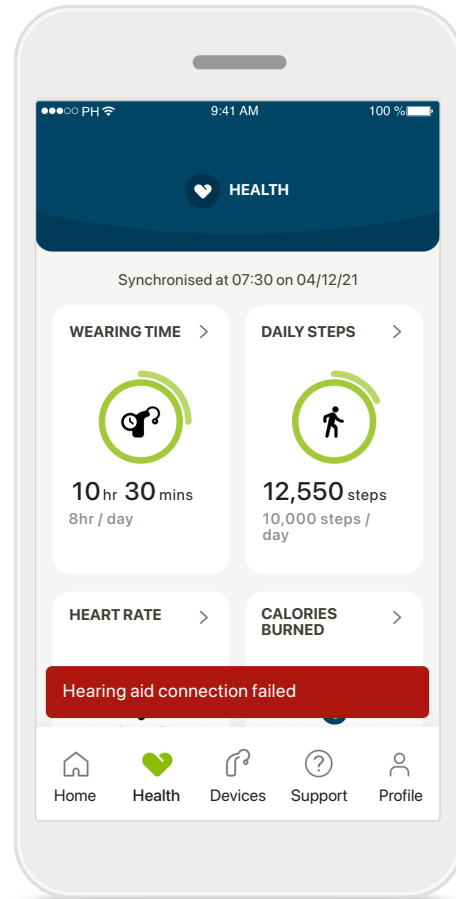 ●●●○○ PH 9:41 AM 100 %
HEALTH
Synchronised at 07:30 on 04/12/21
WEARING TIME >
10 hr 30 mins
8hr / day
DAILY STEPS >
12,550 steps
10,000 steps /
day
HEART RATE >
CALORIES >
BURNED
Hearing aid connection failed
Home Health Devices Support Profile